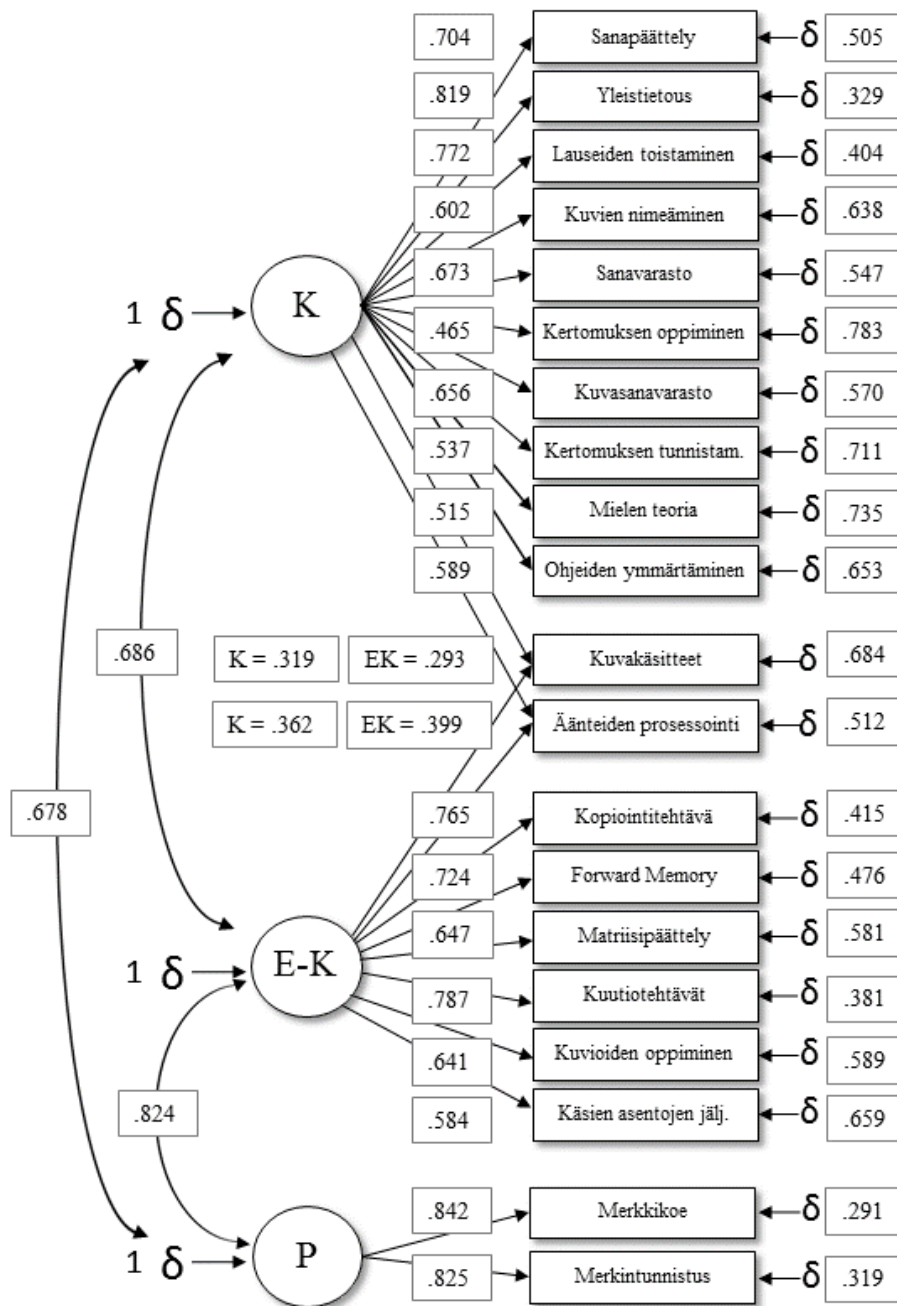 .704 Sanapäättely δ .505
.819 Yleistietous δ .329
.772 Lauseiden toistaminen δ .404
.602 Kuvien nimeäminen δ .638
.673 Sanavarasto δ .547
1 δ K
.465 Kertomuksen oppiminen δ .783
.656 Kuvasanavarasto δ .570
.537 Kertomuksen tunnistam. δ .711
.515 Mielen teoria δ .735
.589 Ohjeiden ymmärtäminen δ .653
.686 K = .319 EK = .293 Kuvakäsitteet δ .684
K = .362 EK = .399 Äänteiden prosessointi δ .512
.678 .765 Kopiointitehtävä δ .415
.724 Forward Memory δ .476
.647 Matriisipäättely δ .581
1 δ E-K
.787 Kuutiotehtävät δ .381
.641 Kuvioiden oppiminen δ .589
.824 .584 Käsien asentojen jälj. δ .659
.842 Merkkikoe δ .291
1 δ P
.825 Merkintunnistus δ .319